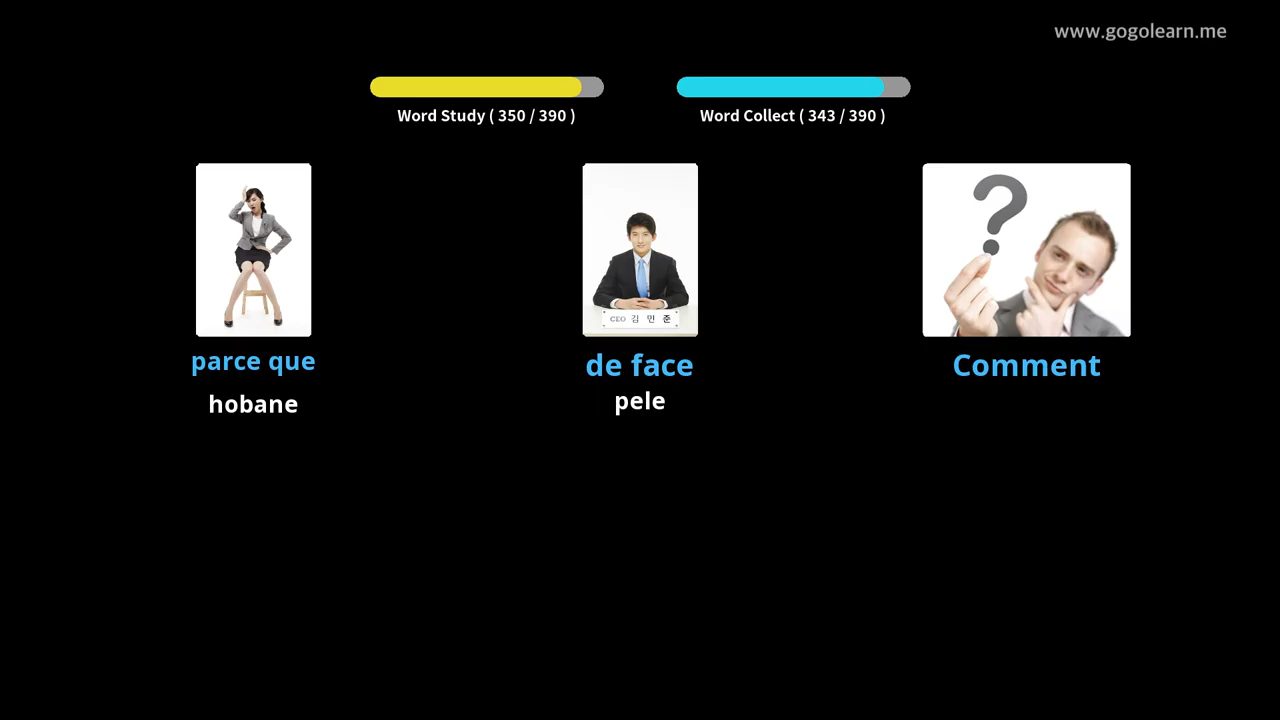 www.gogolearn.me
Word Study ( 350 / 390 )
Word Collect ( 343 / 390 )
CEO 김 민 준
parce que
de face
Comment
hobane
pele